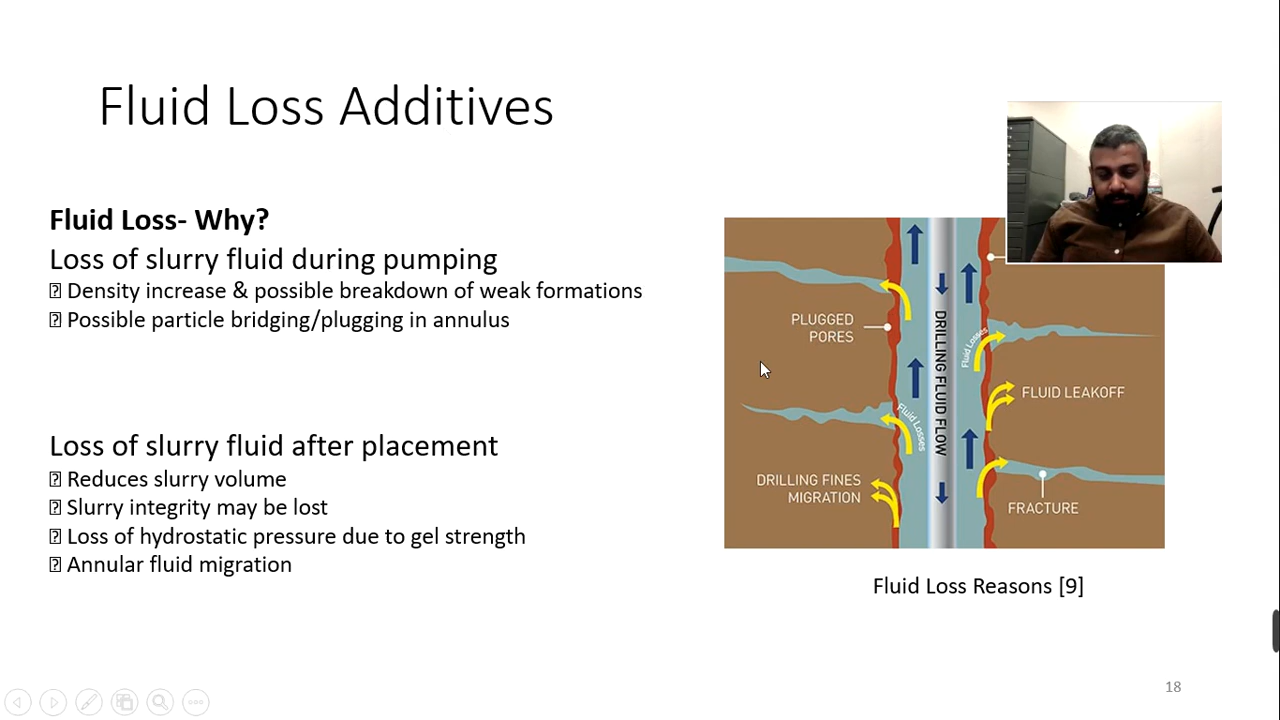 Fluid Loss Additives
Fluid Loss- Why?
Loss of slurry fluid during pumping
⍰ Density increase & possible breakdown of weak formations
⍰ Possible particle bridging/plugging in annulus
Loss of slurry fluid after placement
⍰ Reduces slurry volume
⍰ Slurry integrity may be lost
⍰ Loss of hydrostatic pressure due to gel strength
⍰ Annular fluid migration
PLUGGED
PORES
DRILLING FLUID FLOW
Fluid Losses
FLUID LEAKOFF
Fluid Losses
DRILLING FINES
MIGRATION
FRACTURE
Fluid Loss Reasons [9]
18